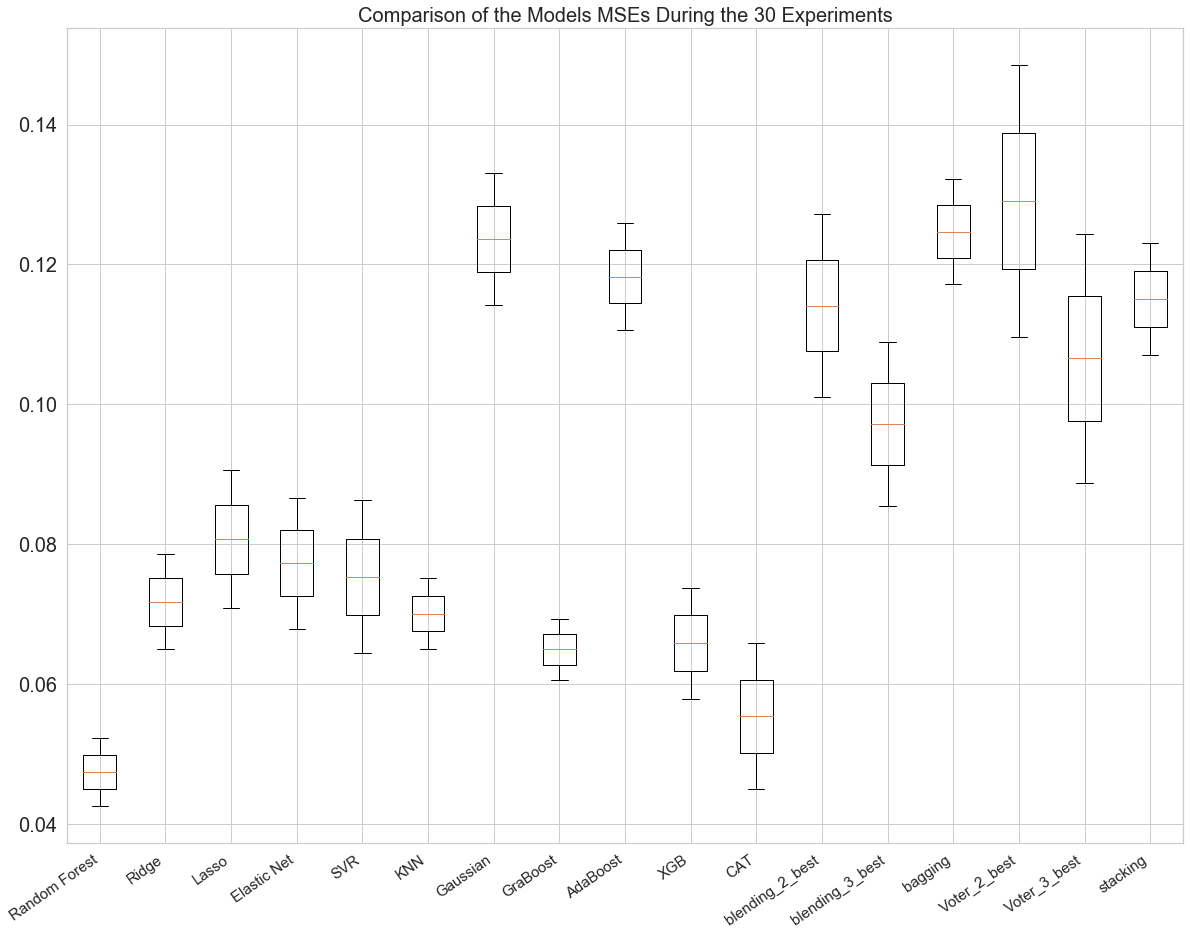 Comparison of the Models MSEs During the 30 Experiments
0.14
0.12
0.10
0.08
0.06
0.04
Random Forest
Ridge
Lasso
Elastic Net
SVR
KNN
Gaussian
GraBoost
AdaBoost
XGB
CAT
blending_2_best
blending_3_best
bagging
Voter_2_best
Voter_3_best
stacking